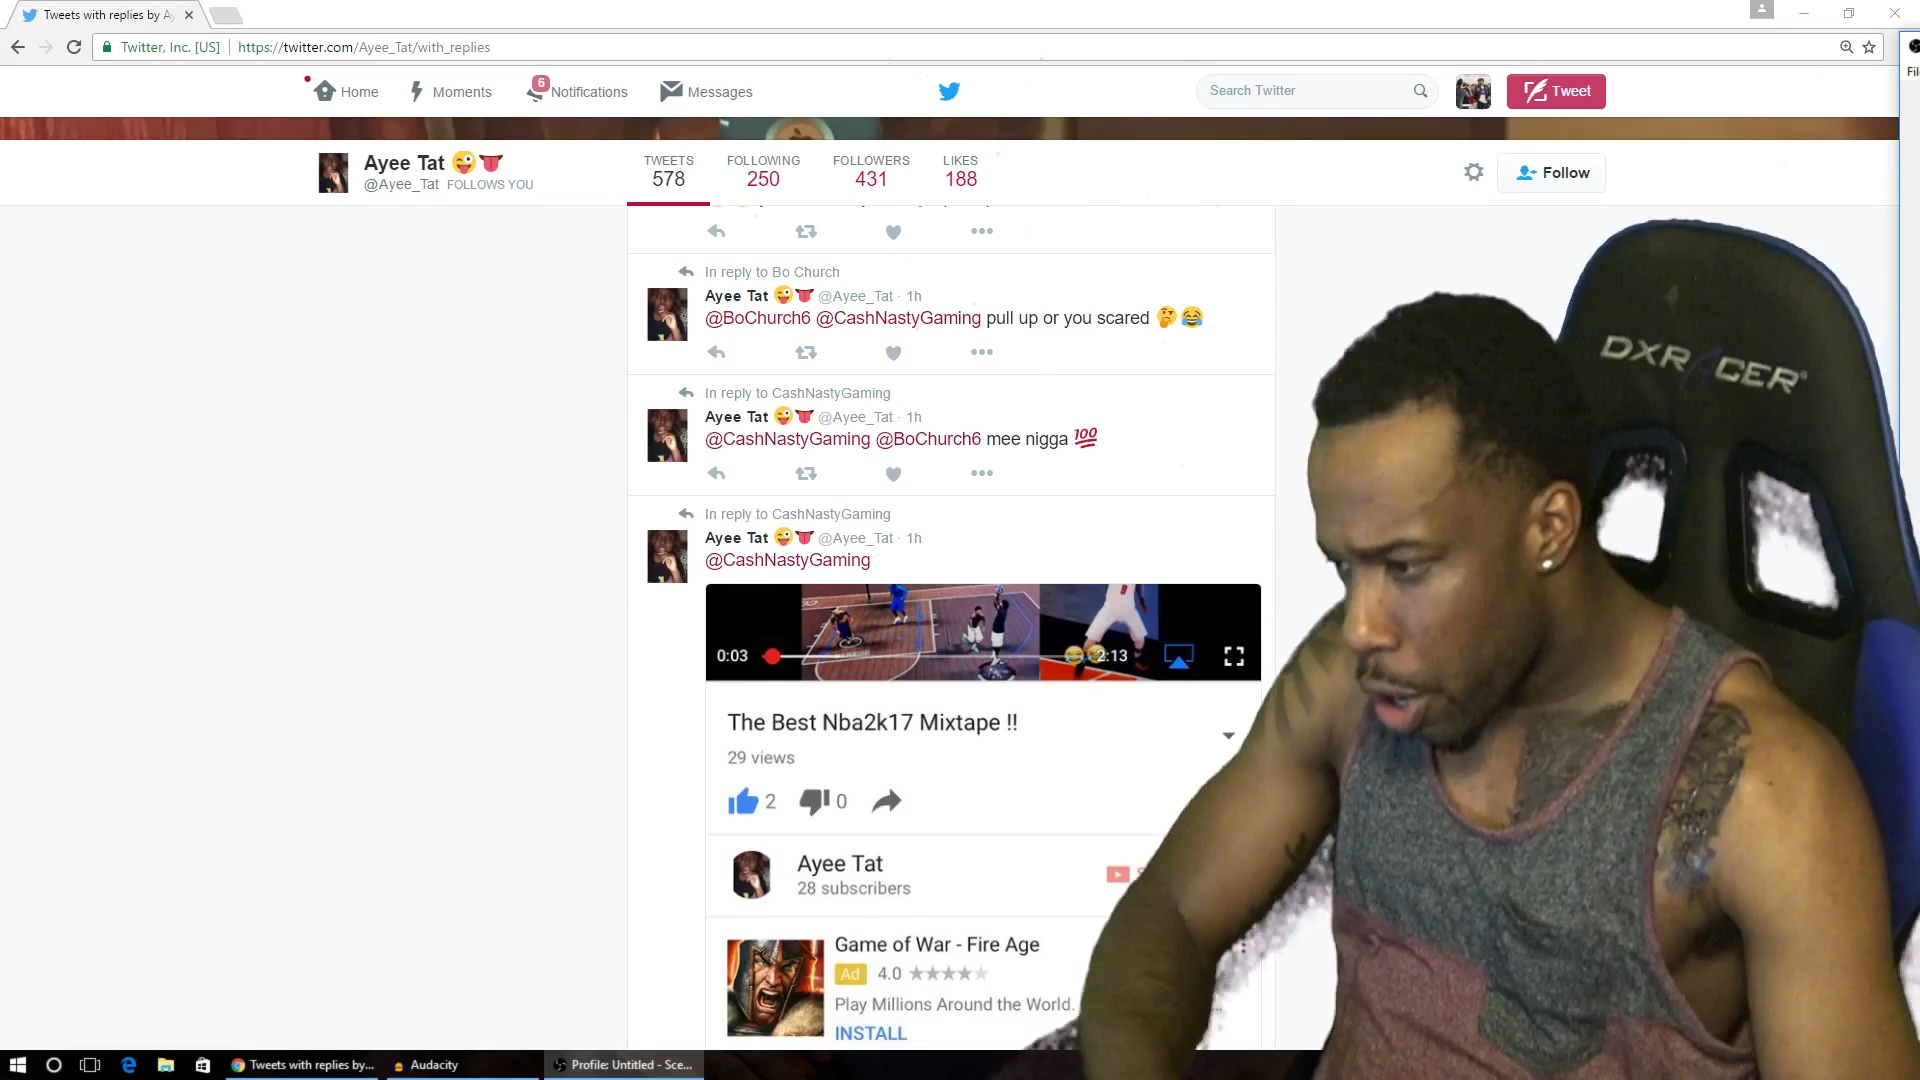 Tweets with replies by Ay
Twitter, Inc. [US] https://twitter.com/Ayee_Tat/with_replies
Fil
Home Moments 6 Notifications Messages Search Twitter Tweet
Ayee Tat 😜👅
@Ayee_Tat FOLLOWS YOU
TWEETS FOLLOWING FOLLOWERS LIKES
578 250 431 188
Follow
In reply to Bo Church
Ayee Tat 😜👅 @Ayee_Tat · 1h
@BoChurch6 @CashNastyGaming pull up or you scared 🤔😂
In reply to CashNastyGaming
Ayee Tat 😜👅 @Ayee_Tat · 1h
@CashNastyGaming @BoChurch6 mee nigga 💯
In reply to CashNastyGaming
Ayee Tat 😜👅 @Ayee_Tat · 1h
@CashNastyGaming
0:03 2:13
The Best Nba2k17 Mixtape !!
29 views
2 0
Ayee Tat
28 subscribers
Game of War - Fire Age
Ad 4.0 ★★★★★
Play Millions Around the World.
INSTALL
DXRACER
Tweets with replies by... Audacity Profile: Untitled - Sce...